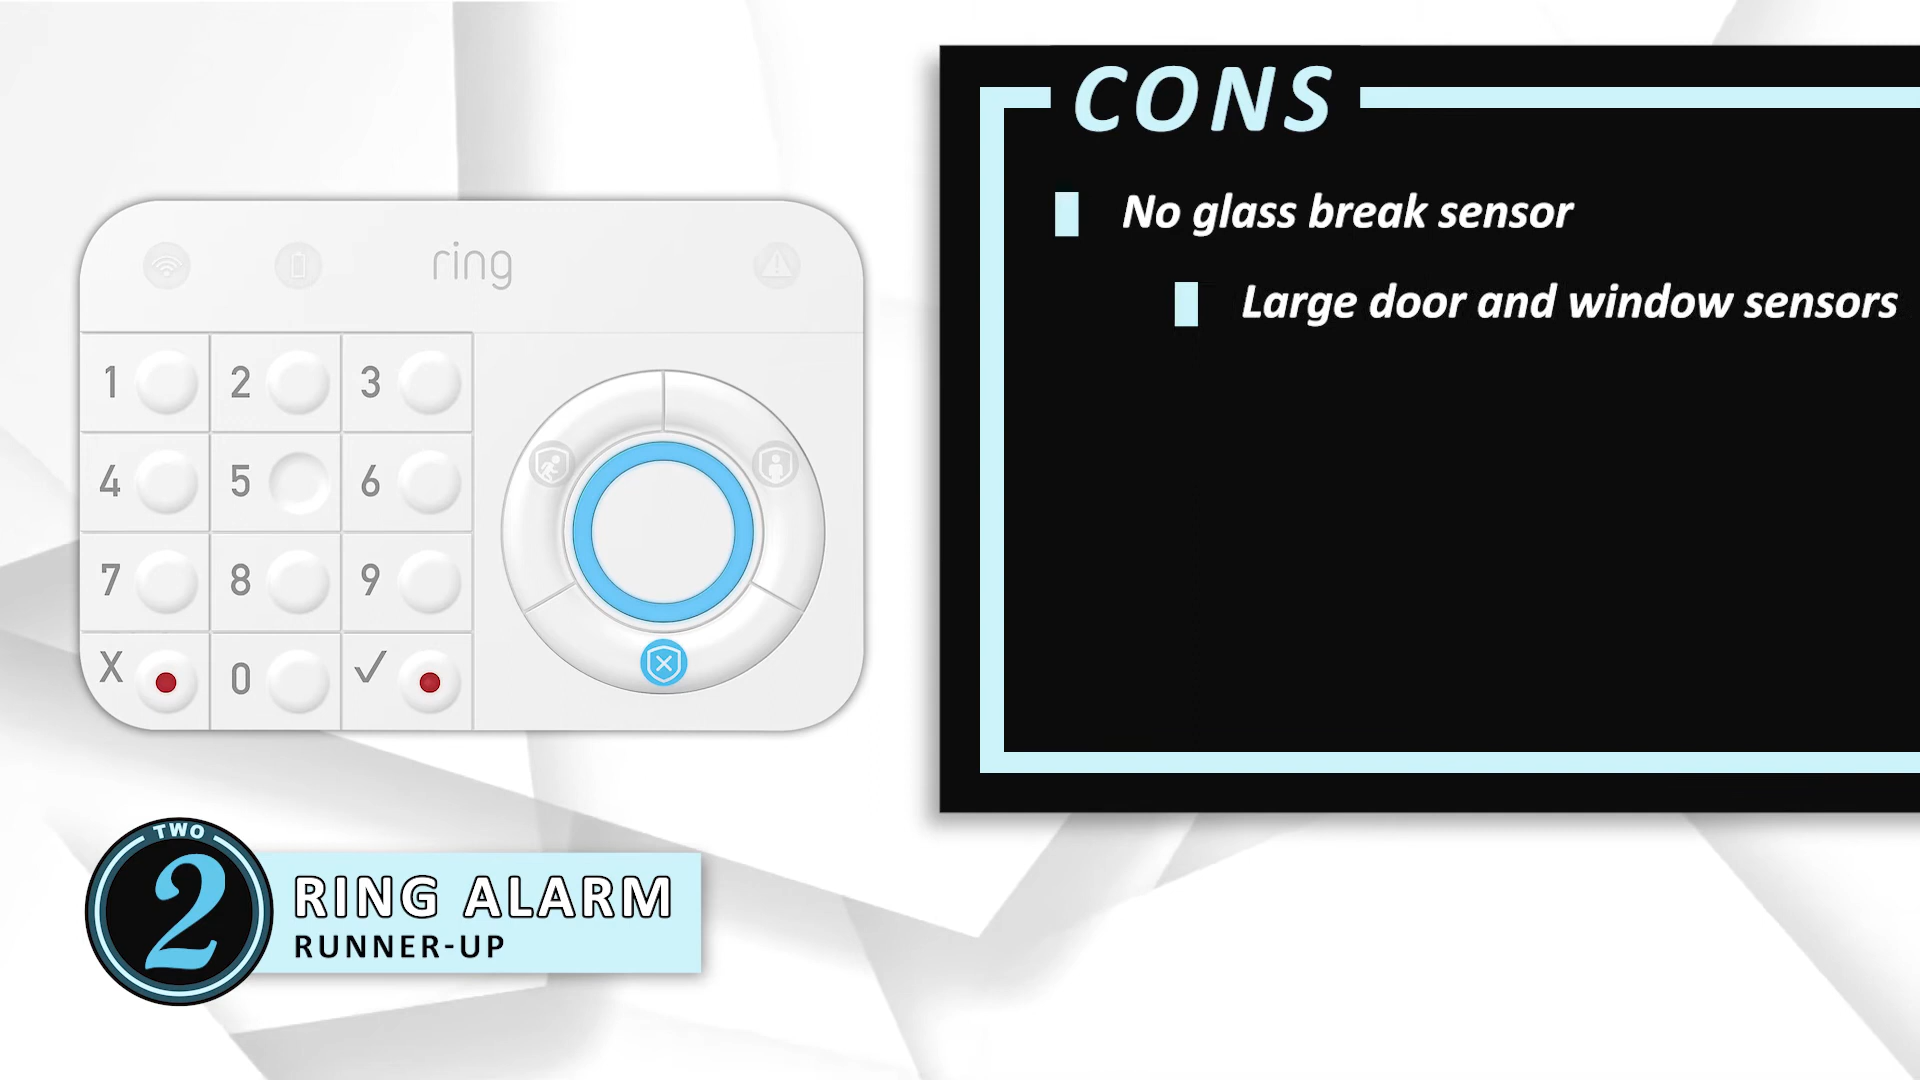 CONS
No glass break sensor
Large door and window sensors
ring
1 2 3
4 5 6
7 8 9
X 0 ✓
TWO
2
RING ALARM
RUNNER-UP